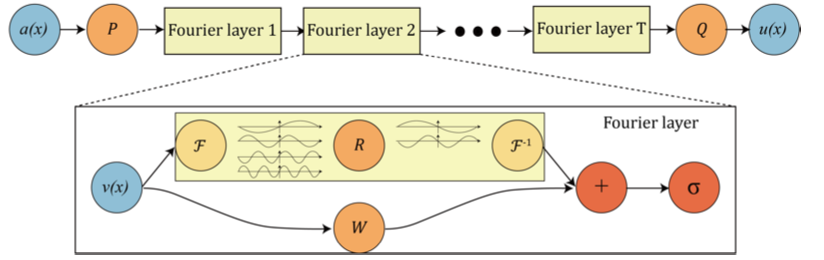 a(x)
P
Fourier layer 1
Fourier layer 2
Fourier layer T
Q
u(x)
Fourier layer
v(x)
ℱ
R
ℱ⁻¹
W
+
σ